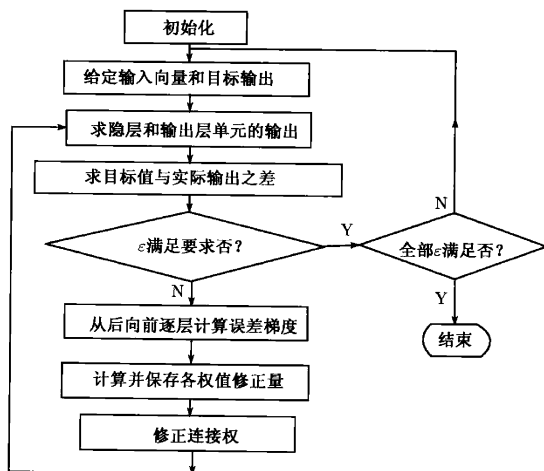 初始化
给定输入向量和目标输出
求隐层和输出层单元的输出
求目标值与实际输出之差
ε满足要求否?
Y
全部ε满足否?
N
Y
结束
N
从后向前逐层计算误差梯度
计算并保存各权值修正量
修正连接权